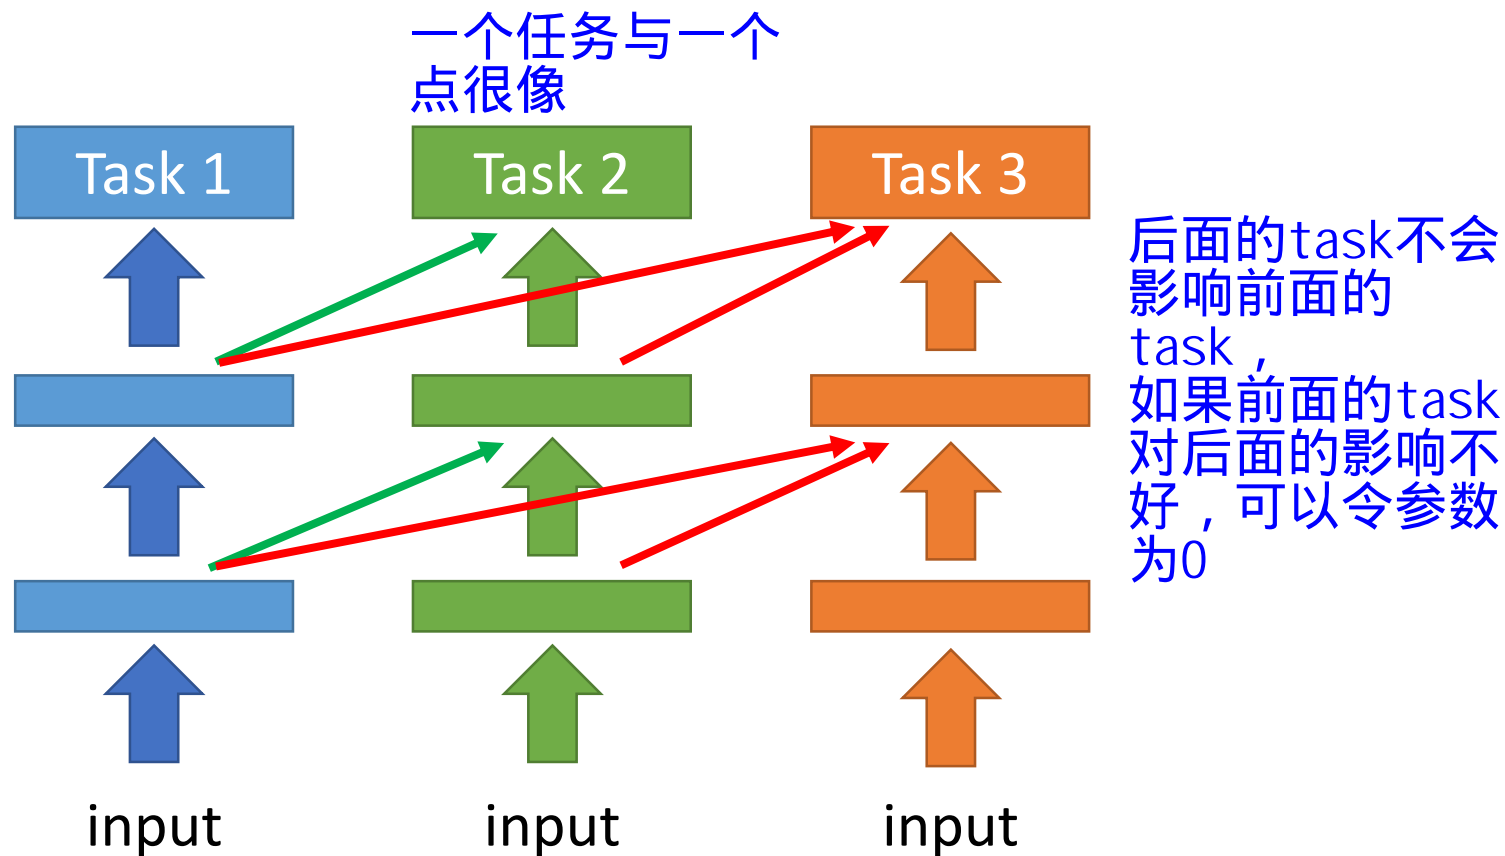 一个任务与一个
点很像
Task 1
Task 2
Task 3
后面的task不会
影响前面的
task，
如果前面的task
对后面的影响不
好，可以令参数
为0
input
input
input